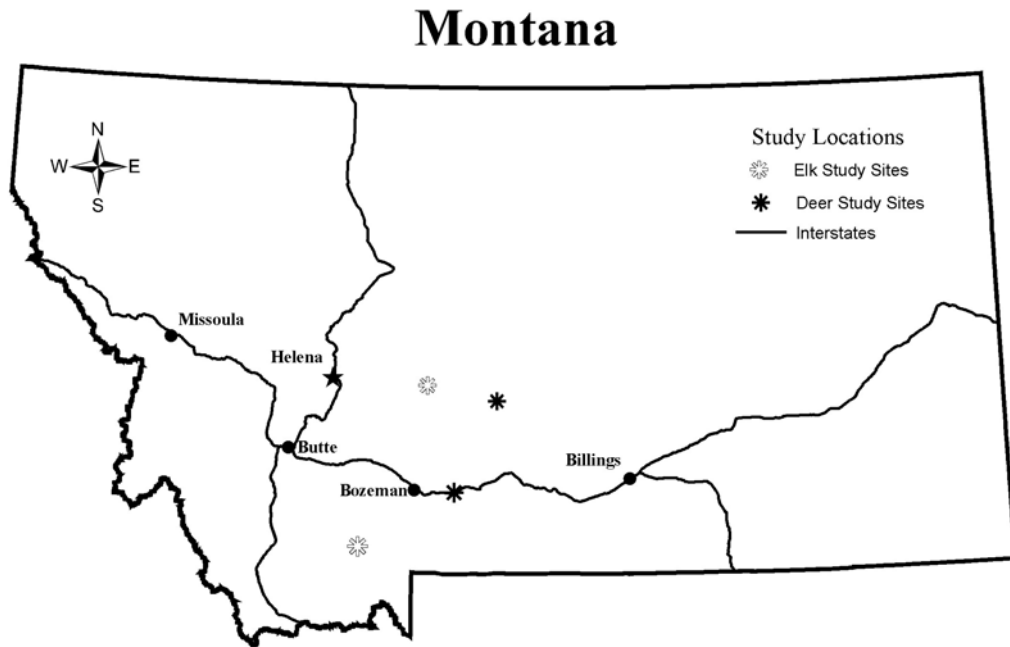 Montana
N
W E
S
Study Locations
Elk Study Sites
Deer Study Sites
Interstates
Missoula
Helena
Butte
Billings
Bozeman